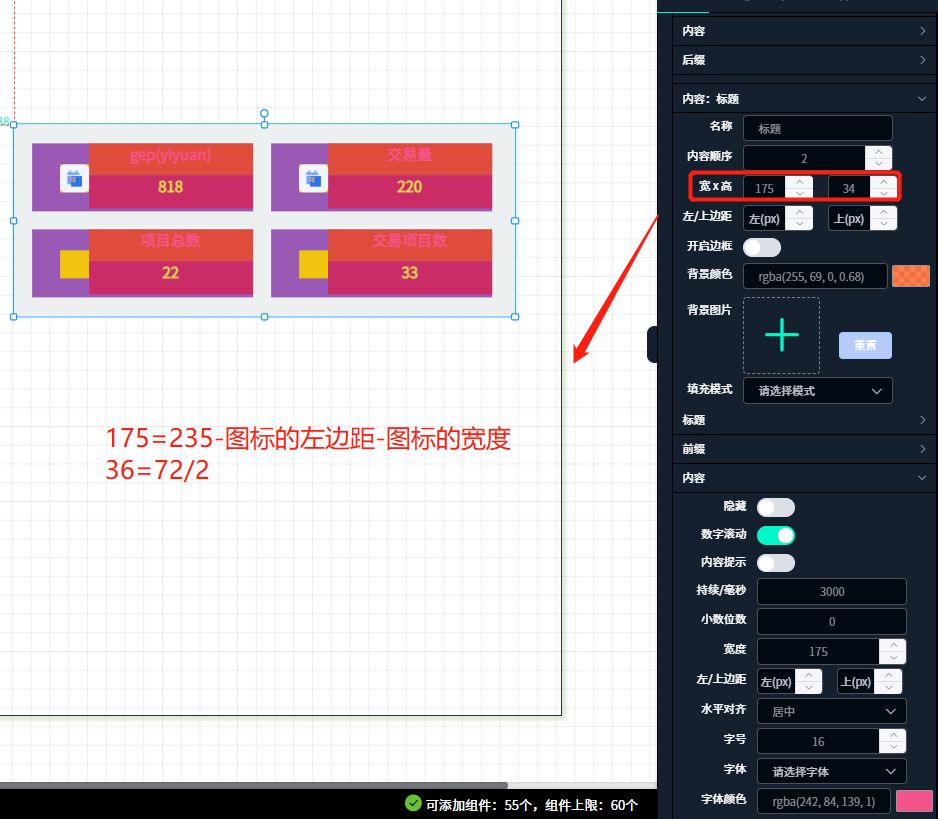 内容
后缀
内容：标题
名称 标题
内容顺序 2
宽 x 高 175 34
左/上边距 左(px) 上(px)
开启边框
背景颜色 rgba(255, 69, 0, 0.68)
背景图片
重置
填充模式 请选择模式
标题
前缀
内容
隐藏
数字滚动
内容提示
持续/毫秒 3000
小数位数 0
宽度 175
左/上边距 左(px) 上(px)
水平对齐 居中
字号 16
字体 请选择字体
字体颜色 rgba(242, 84, 139, 1)
38
gep(yiyuan)
818
交易量
220
项目总数
22
交易项目数
33
175=235-图标的左边距-图标的宽度
36=72/2
可添加组件：55个，组件上限：60个